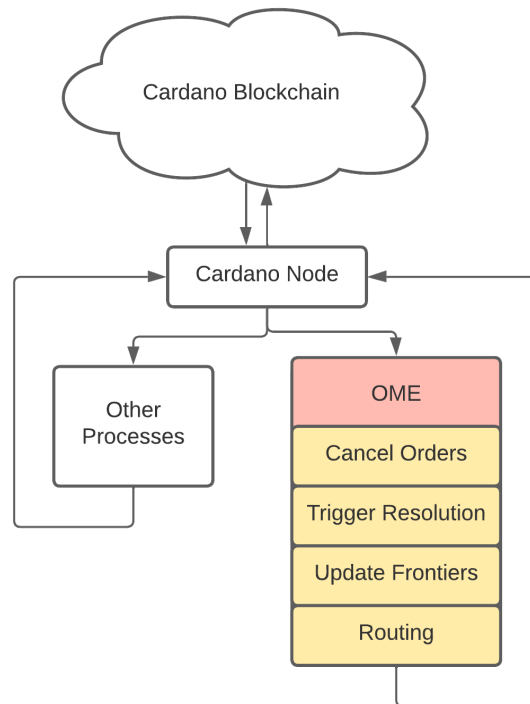 Cardano Blockchain
Cardano Node
Other
Processes
OME
Cancel Orders
Trigger Resolution
Update Frontiers
Routing